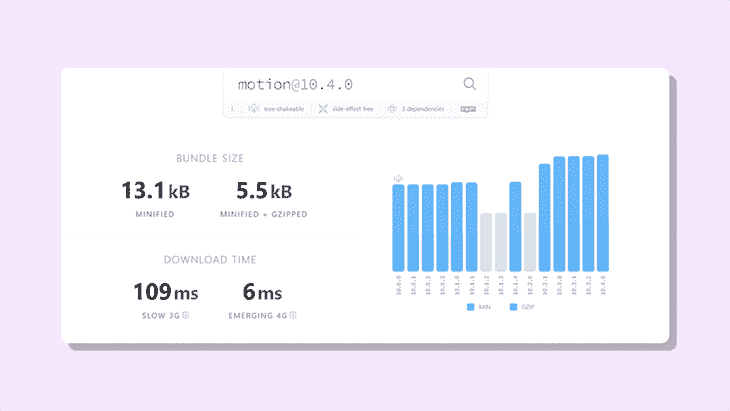 motion@10.4.0
tree-shakeable
side-effect free
3 dependencies
npm
BUNDLE SIZE
13.1 kB
5.5 kB
MINIFIED
MINIFIED + GZIPPED
DOWNLOAD TIME
109 ms
6 ms
SLOW 3G
EMERGING 4G
10.0.0
10.0.1
10.0.2
10.0.3
10.1.0
10.1.1
10.1.2
10.1.3
10.1.4
10.2.0
10.2.1
10.3.1
10.3.2
10.4.0
MIN
GZIP